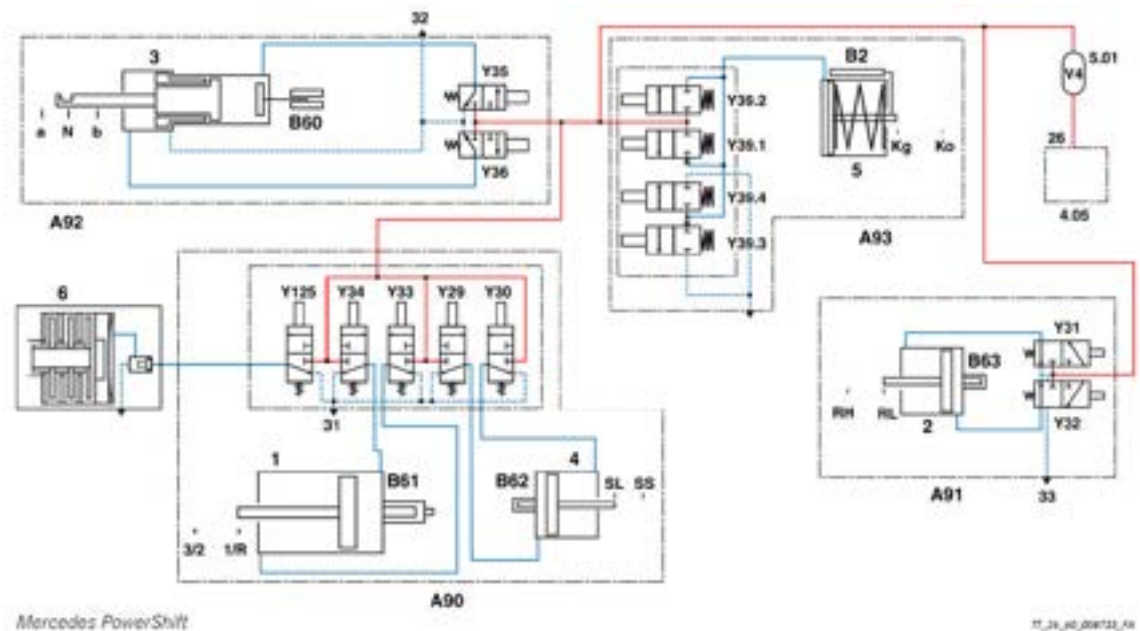 32
3
Y35
B60
a N b
Y36
A92
B2
Y39.2
Y39.1
Kg Ko
5
Y39.4
Y39.3
A93
V4 5.01
26
4.05
6
Y125 Y34 Y33 Y29 Y30
31
1
B61
3/2 1/R
4
B62
SL SS
A90
Y31
B63
RH RL
2
Y32
A91
33
Mercedes PowerShift